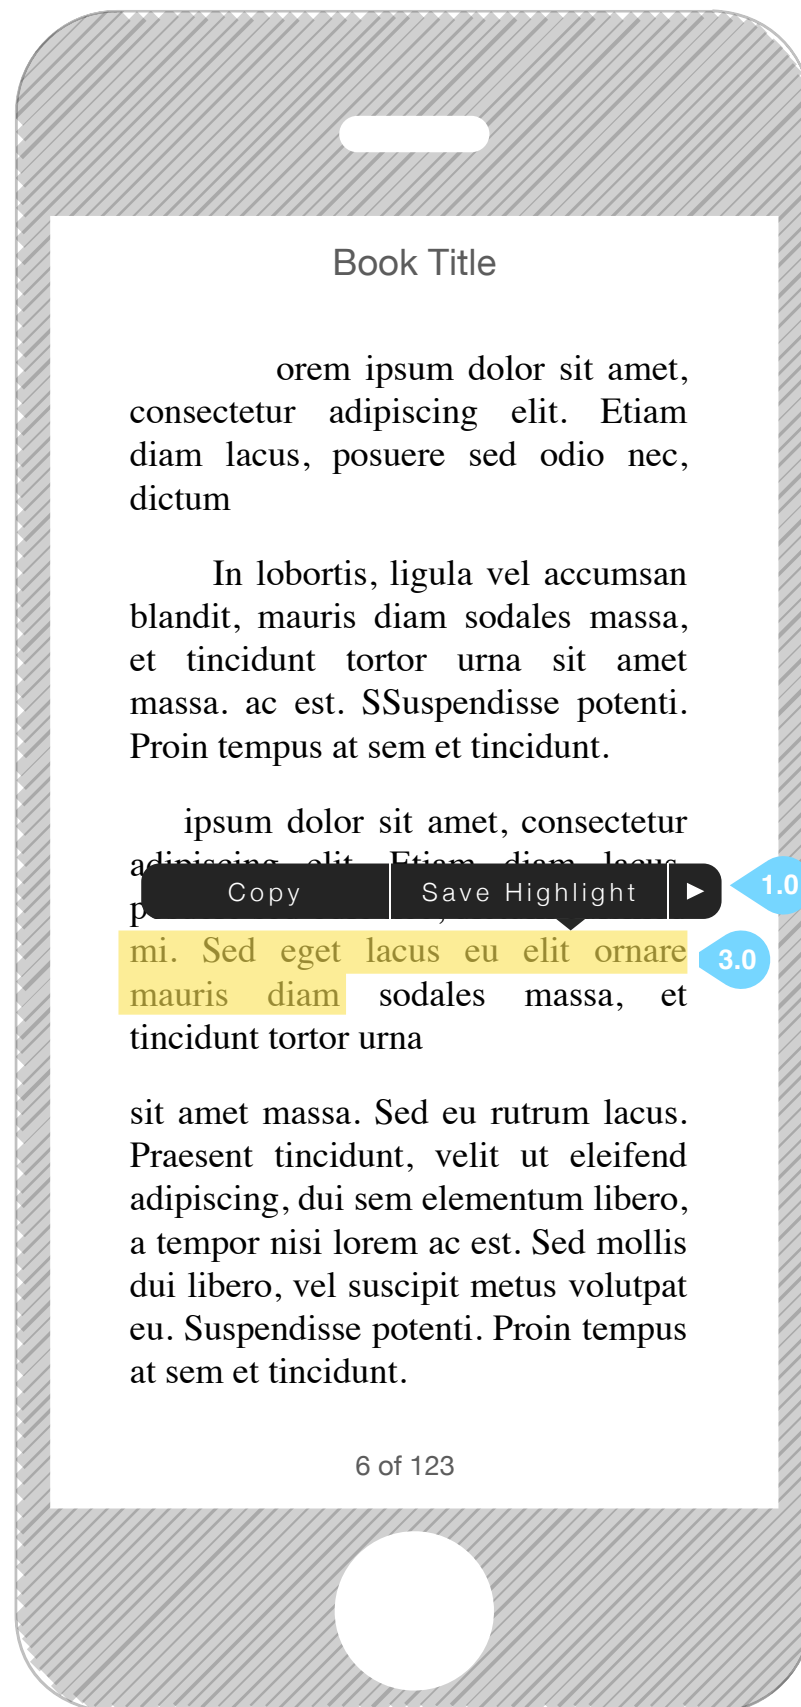 Book Title
orem ipsum dolor sit amet,
consectetur adipiscing elit. Etiam
diam lacus, posuere sed odio nec,
dictum
In lobortis, ligula vel accumsan
blandit, mauris diam sodales massa,
et tincidunt tortor urna sit amet
massa. ac est. SSuspendisse potenti.
Proin tempus at sem et tincidunt.
ipsum dolor sit amet, consectetur
adipiscing elit. Etiam diam lacus,
Copy Save Highlight
1.0
mi. Sed eget lacus eu elit ornare
3.0
mauris diam sodales massa, et
tincidunt tortor urna
sit amet massa. Sed eu rutrum lacus.
Praesent tincidunt, velit ut eleifend
adipiscing, dui sem elementum libero,
a tempor nisi lorem ac est. Sed mollis
dui libero, vel suscipit metus volutpat
eu. Suspendisse potenti. Proin tempus
at sem et tincidunt.
6 of 123